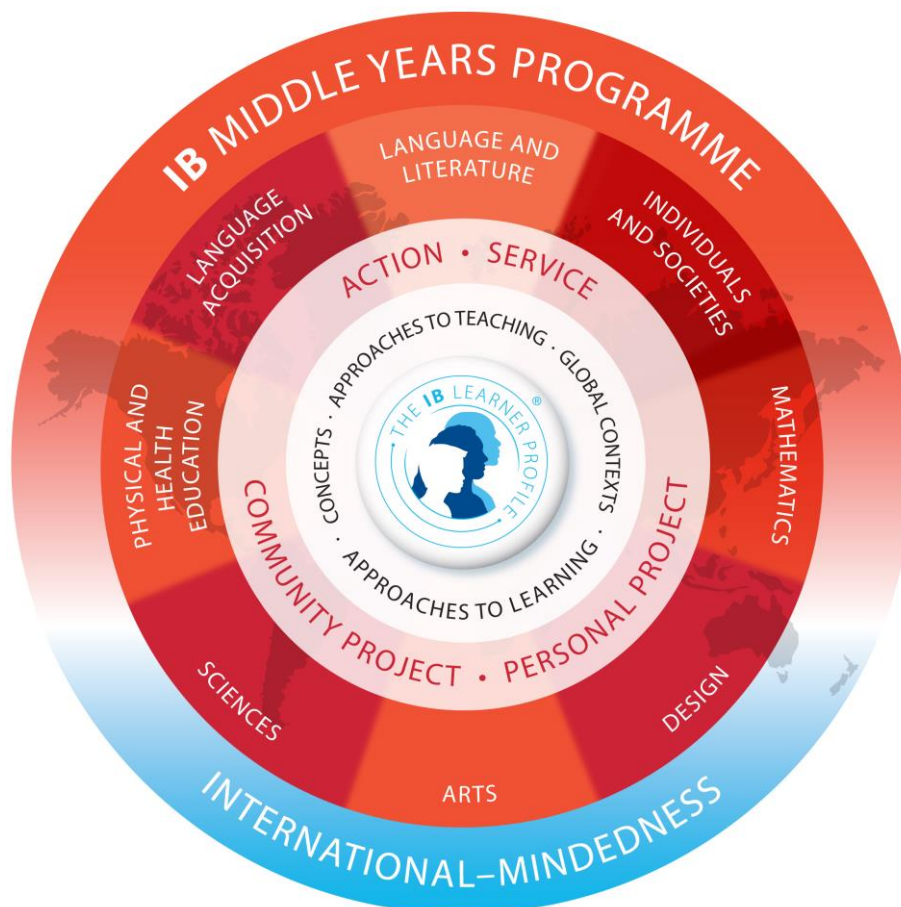 IB MIDDLE YEARS PROGRAMME
LANGUAGE AND
LITERATURE
INDIVIDUALS
AND SOCIETIES
MATHEMATICS
DESIGN
ARTS
SCIENCES
PHYSICAL AND
HEALTH
EDUCATION
LANGUAGE
ACQUISITION
ACTION • SERVICE
PERSONAL PROJECT
• COMMUNITY PROJECT
APPROACHES TO TEACHING ·
GLOBAL CONTEXTS ·
APPROACHES TO LEARNING ·
CONCEPTS ·
• THE IB LEARNER PROFILE • ®
INTERNATIONAL–MINDEDNESS